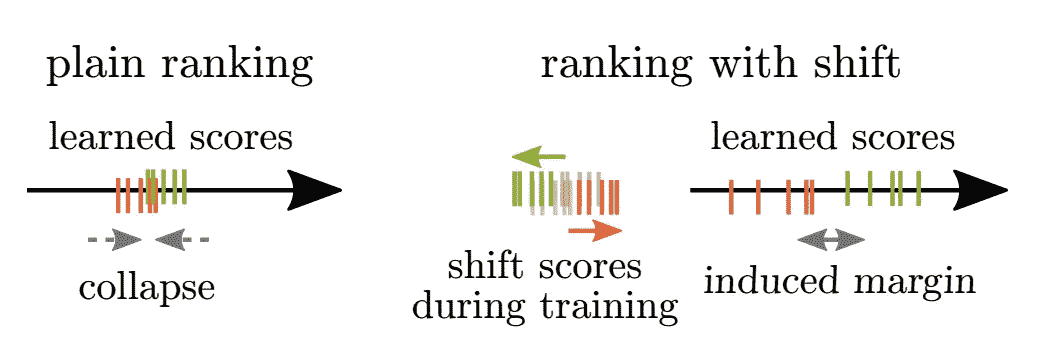 plain ranking
learned scores
collapse
ranking with shift
shift scores
during training
learned scores
induced margin